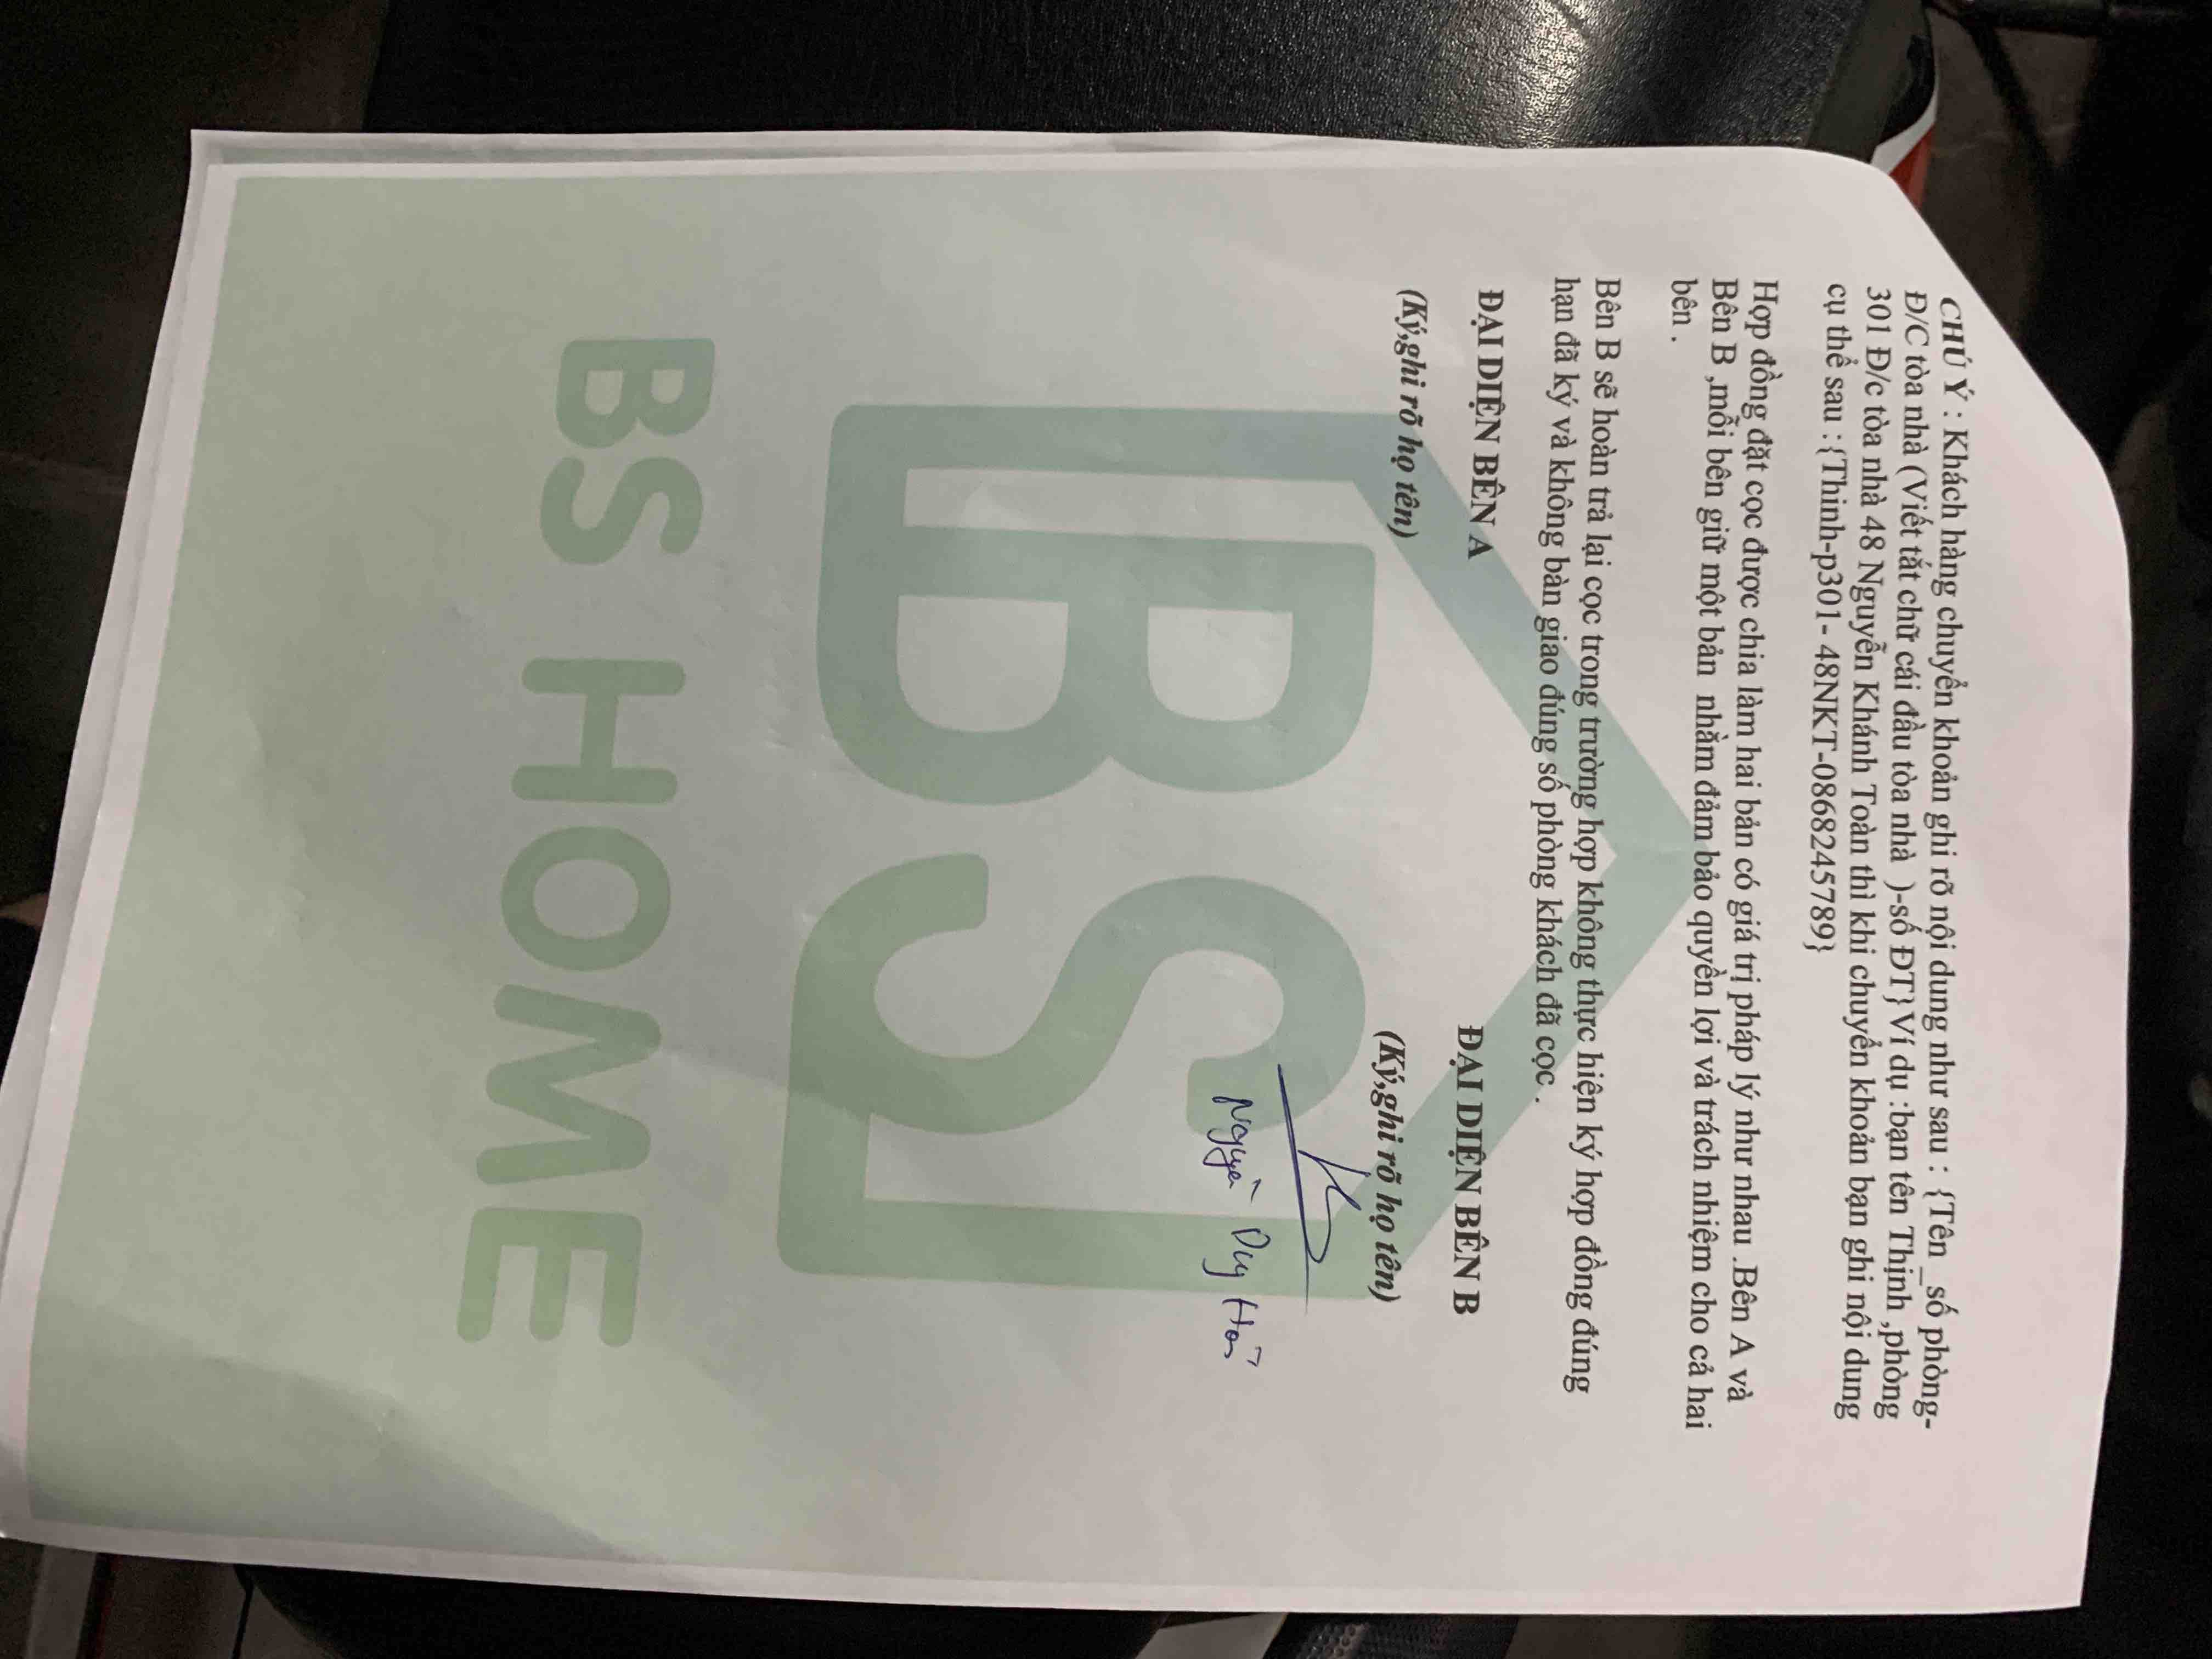 CHÚ Ý : Khách hàng chuyển khoản ghi rõ nội dung như sau : {Tên_số phòng-
Đ/C tòa nhà (Viết tắt chữ cái đầu tòa nhà )-số ĐT}Ví dụ :bạn tên Thịnh ,phòng
301 Đ/c tòa nhà 48 Nguyễn Khánh Toàn thì khi chuyển khoản bạn ghi nội dung
cụ thể sau :{Thinh-p301- 48NKT-0868245789}
Hợp đồng đặt cọc được chia làm hai bản có giá trị pháp lý như nhau .Bên A và
Bên B ,mỗi bên giữ một bản nhằm đảm bảo quyền lợi và trách nhiệm cho cả hai
bên .
Bên B sẽ hoàn trả lại cọc trong trường hợp không thực hiện ký hợp đồng đúng
hạn đã ký và không bàn giao đúng số phòng khách đã cọc .
ĐẠI DIỆN BÊN A ĐẠI DIỆN BÊN B
(Ký,ghi rõ họ tên) (Ký,ghi rõ họ tên)
Nguyễn Duy
BS
BS HOME